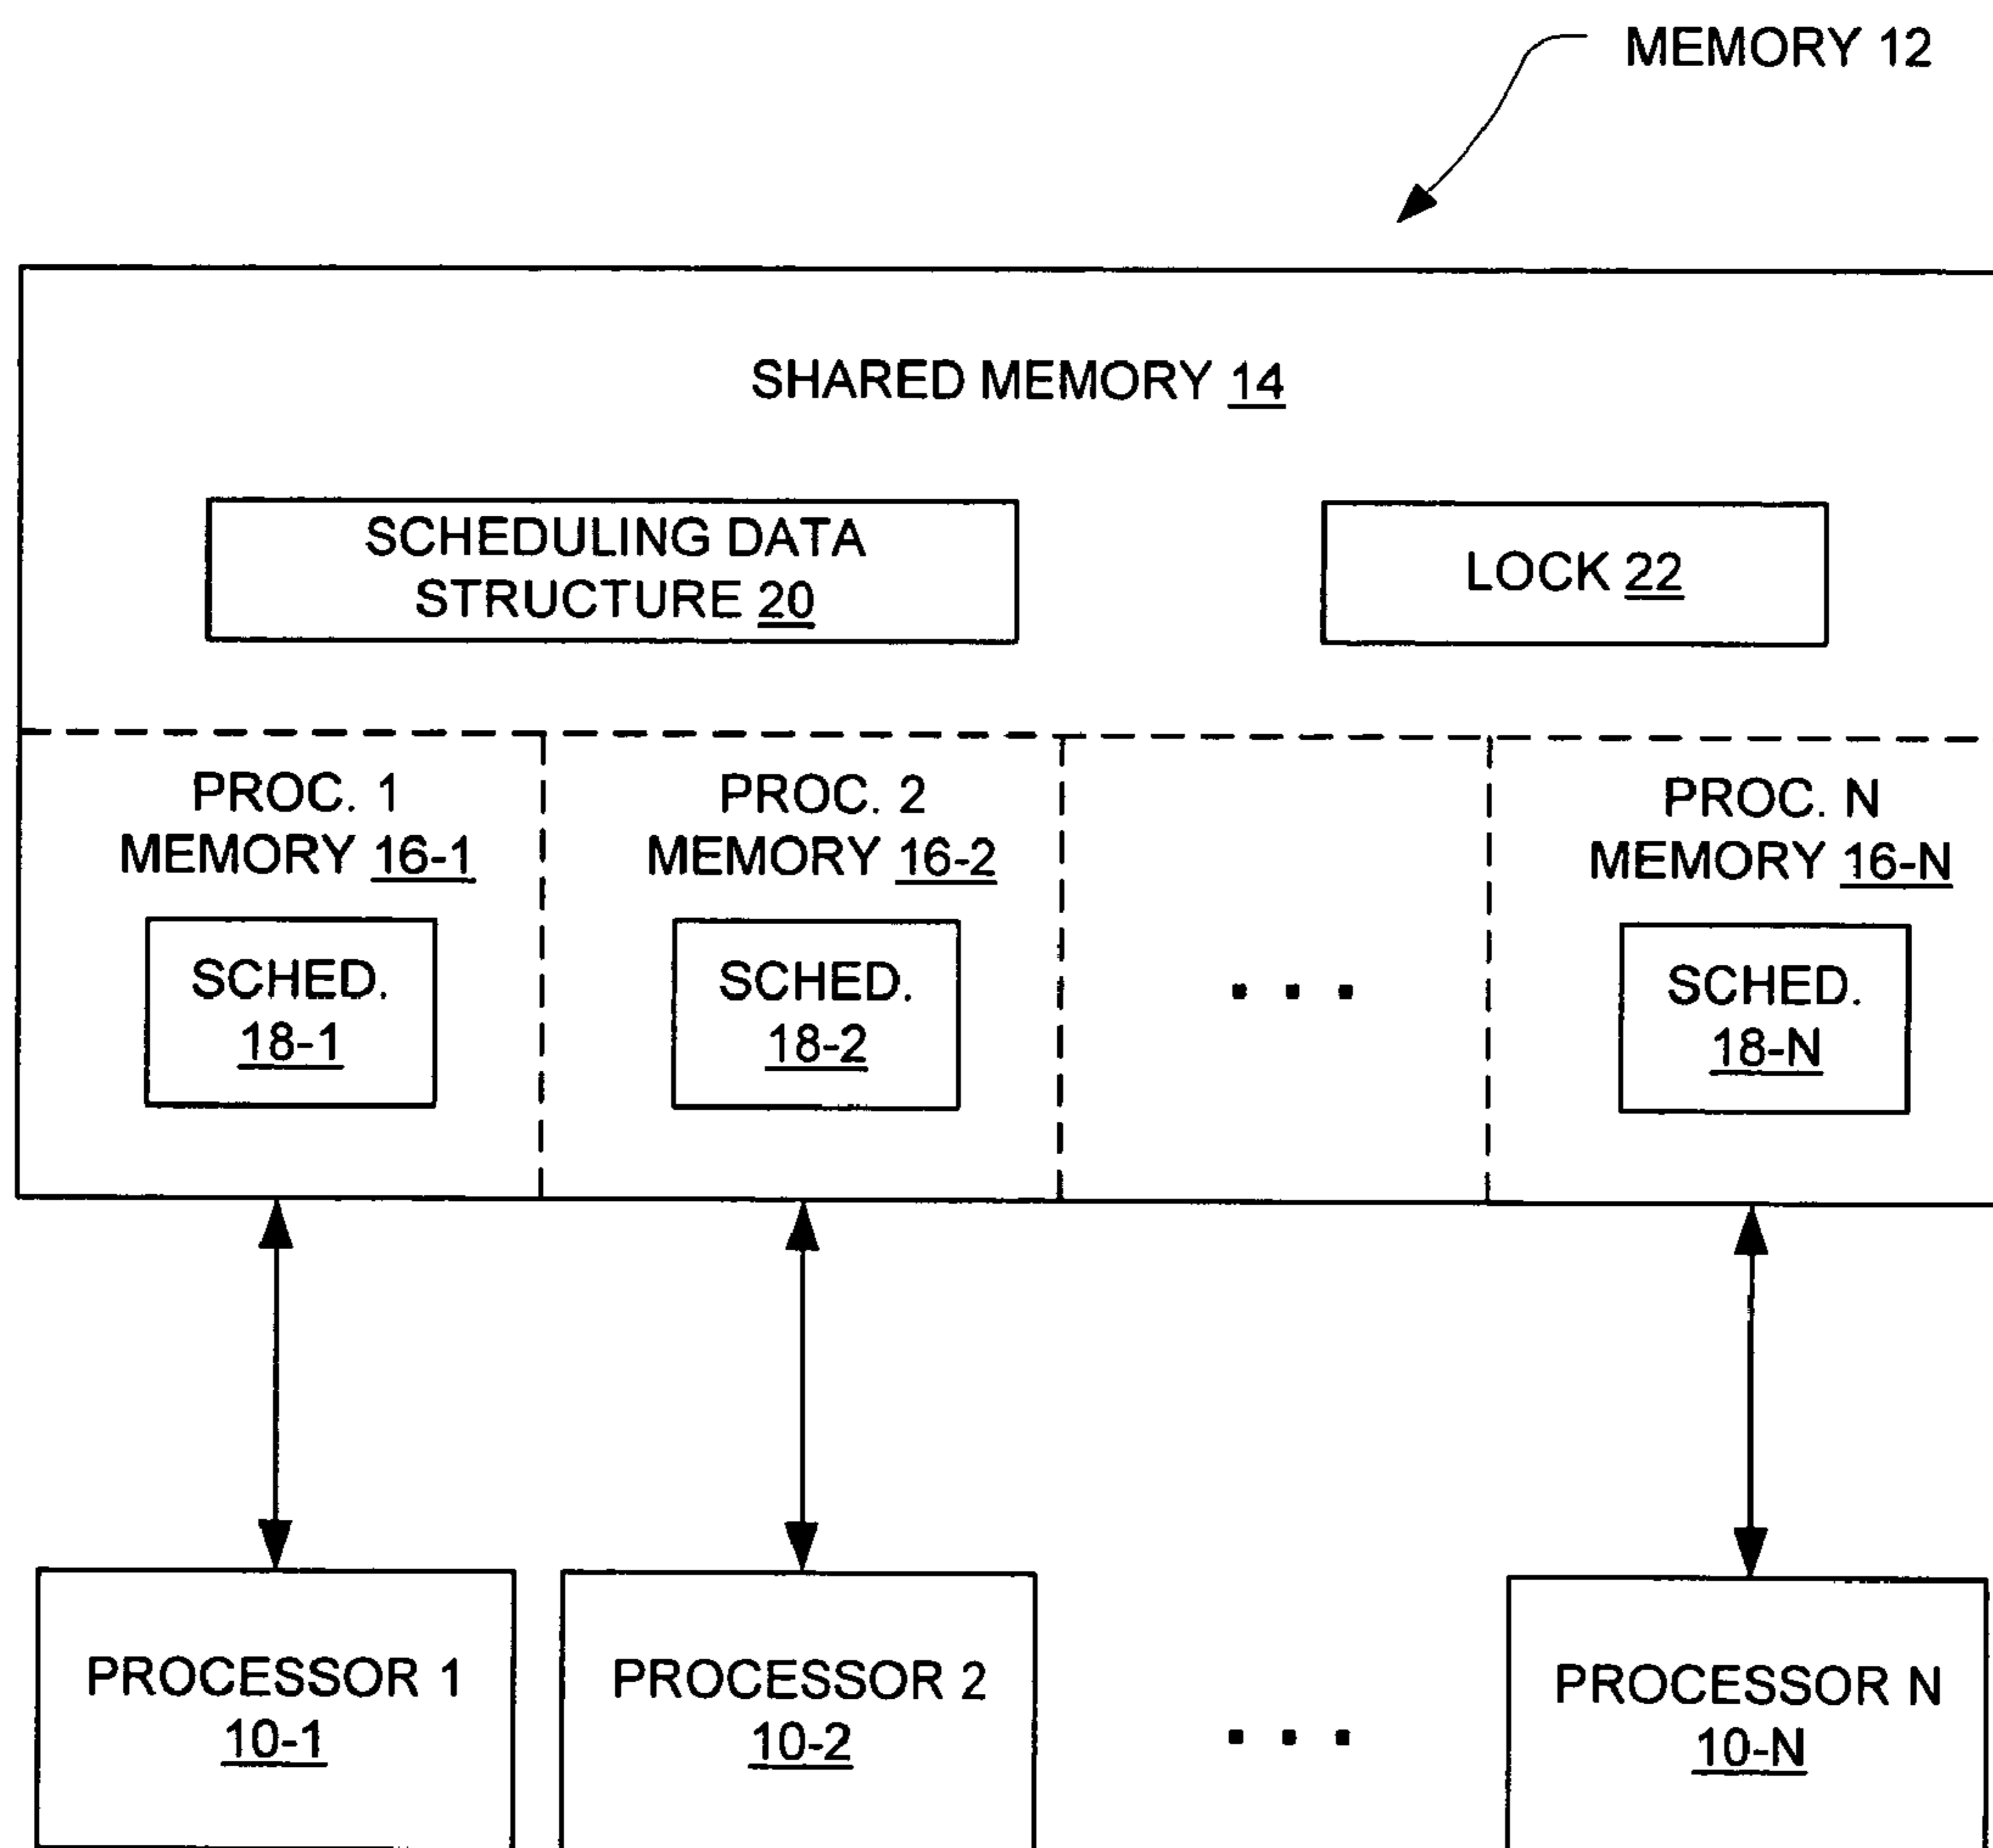 MEMORY 12
SHARED MEMORY 14
SCHEDULING DATA
STRUCTURE 20
LOCK 22
PROC. 1
MEMORY 16-1
PROC. 2
MEMORY 16-2
PROC. N
MEMORY 16-N
SCHED.
18-1
SCHED.
18-2
. . .
SCHED.
18-N
PROCESSOR 1
10-1
PROCESSOR 2
10-2
. . .
PROCESSOR N
10-N